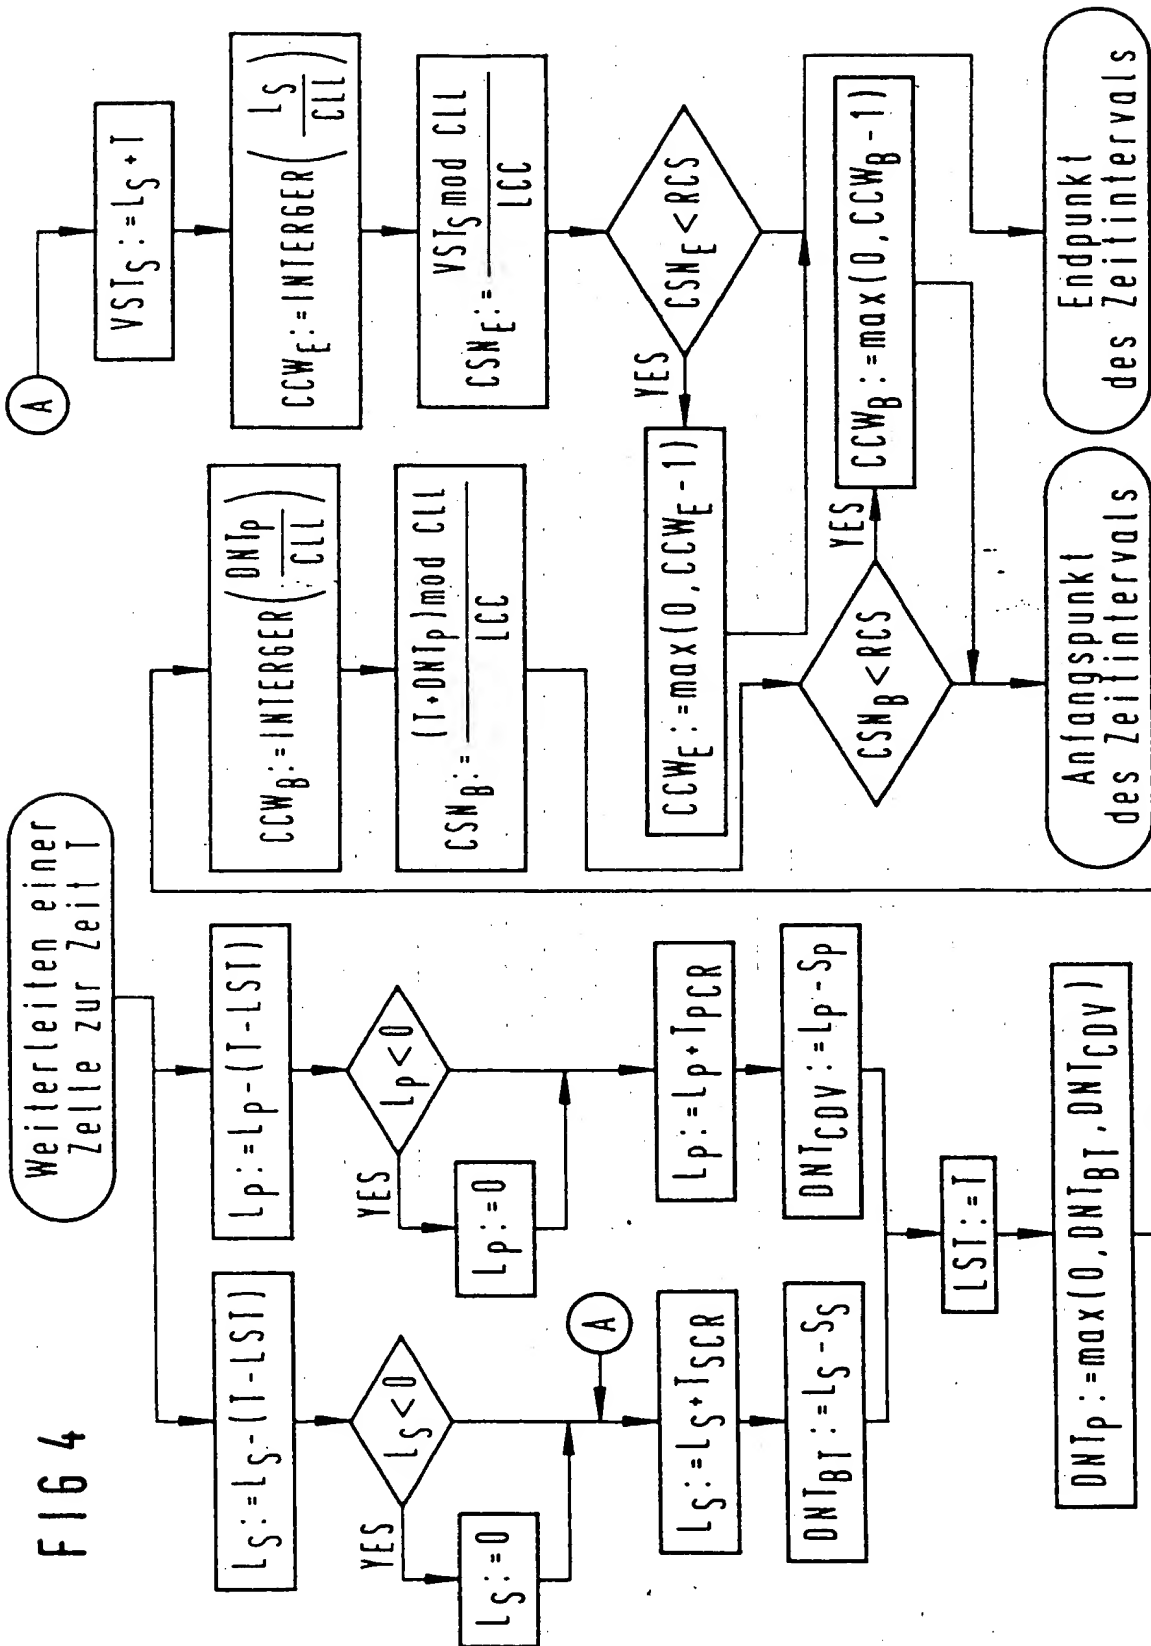 FIG 4
Weiterleiten einer
Zelle zur Zeit T
L_S:=L_S-(T-LST)
L_P:=L_P-(T-LST)
L_S<0
YES
L_S:=0
L_P<0
YES
L_P:=0
A
L_S:=L_S+T_SCR
L_P:=L_P+T_PCR
DNT_BT:=L_S-S_S
DNT_CDV:=L_P-S_P
LST:=T
DNT_P:=max(0,DNT_BT,DNT_CDV)
CCW_B:=INTERGER(DNT_P/CLL)
CSN_B:=(T+DNT_P)mod CLL/LCC
CSN_B<RCS
YES
CCW_B:=max(0,CCW_B-1)
Anfangspunkt
des Zeitintervals
A
VST_S:=L_S+T
CCW_E:=INTERGER(L_S/CLL)
CSN_E:=VST_S mod CLL/LCC
CSN_E<RCS
YES
CCW_E:=max(0,CCW_E-1)
Endpunkt
des Zeitintervals